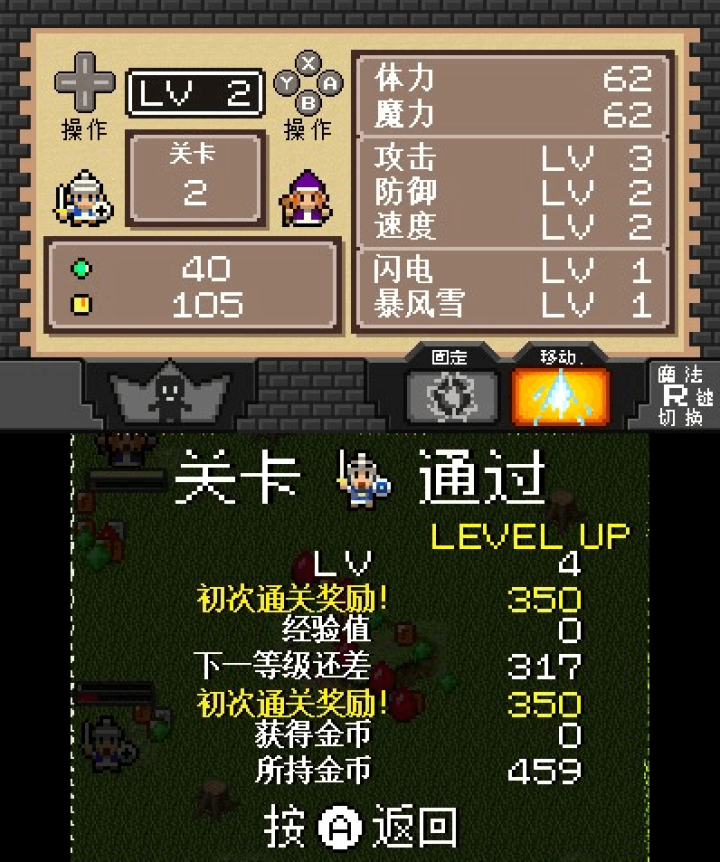 LV 2
X
Y A
B
操作
操作
关卡
2
40
105
体力 62
魔力 62
攻击 LV 3
防御 LV 2
速度 LV 2
闪电 LV 1
暴风雪 LV 1
固定
移动.
魔法
R键
切换
关卡 通过
LEVEL UP
LV 4
初次通关奖励! 350
经验值 0
下一等级还差 317
初次通关奖励! 350
获得金币 0
所持金币 459
按 A 返回